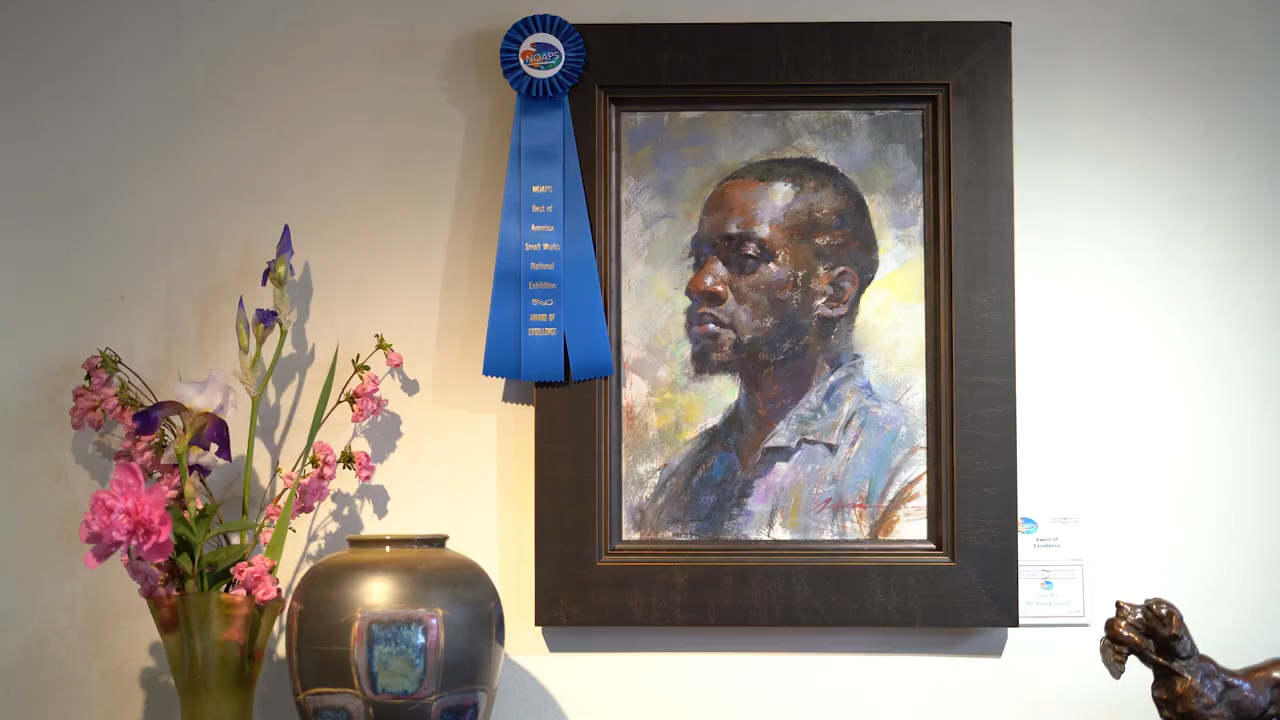 NOAPS
NOAPS
Best of
America
Small Works
National
Exhibition
AWARD OF
EXCELLENCE
Award of
Excellence